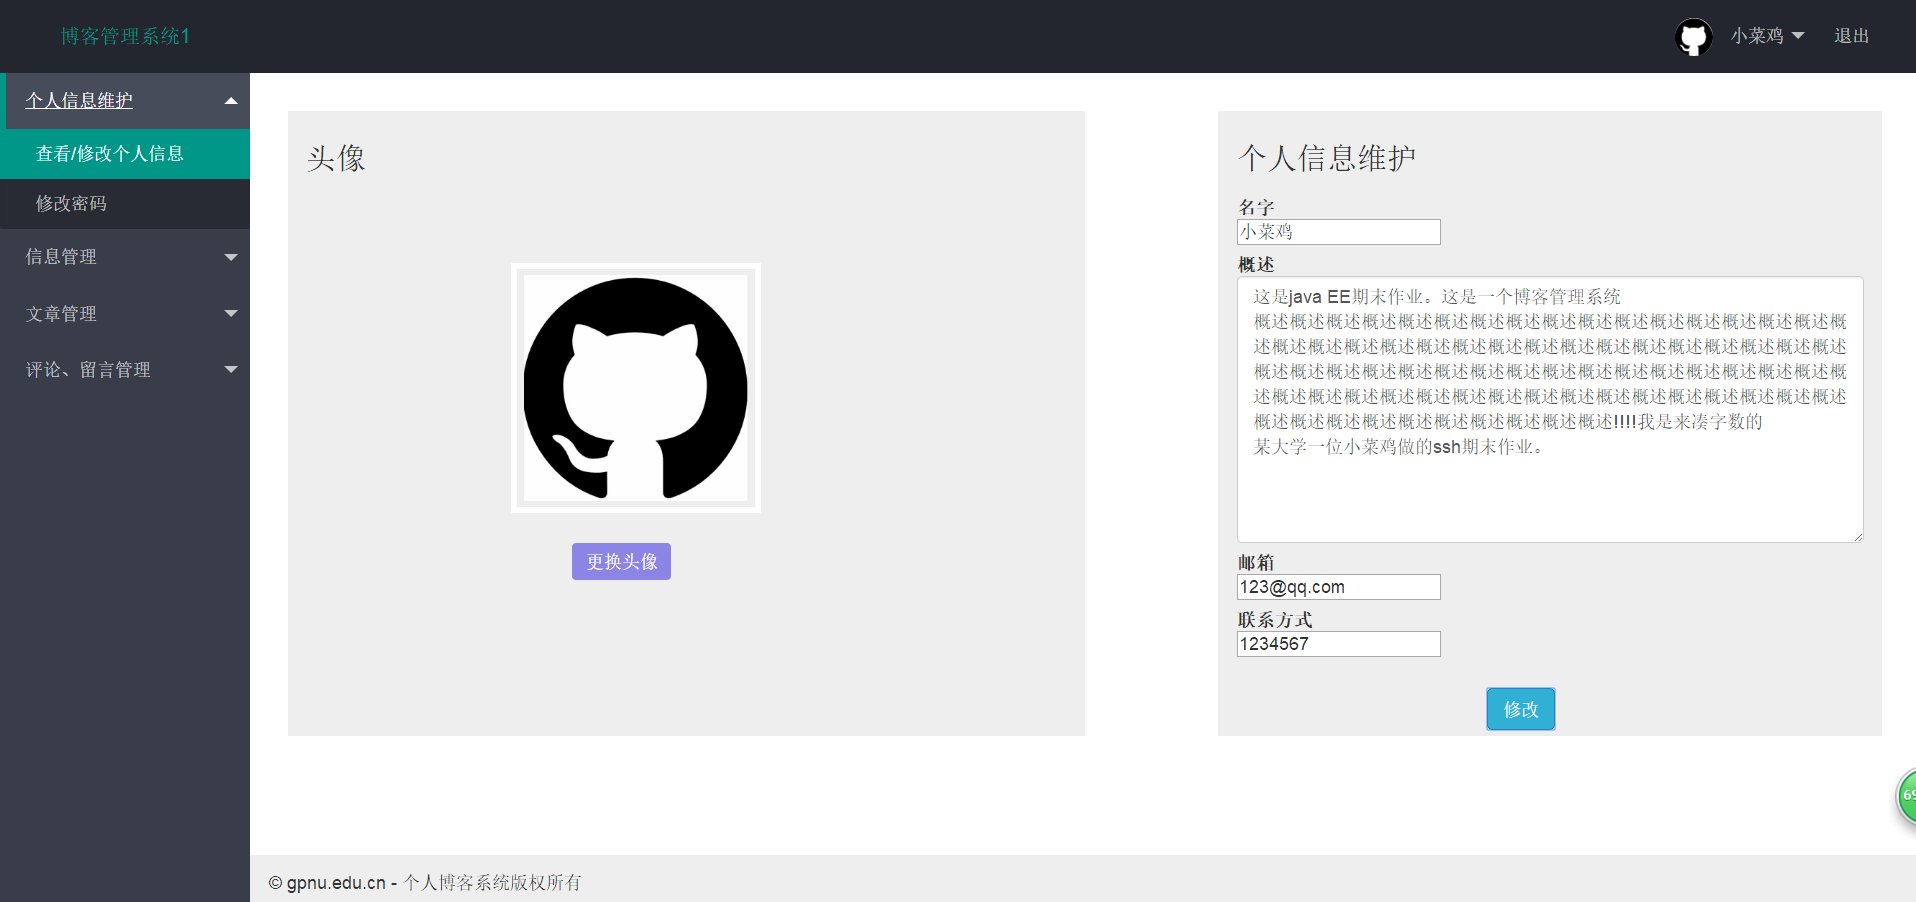 博客管理系统1
小菜鸡
退出
个人信息维护
查看/修改个人信息
修改密码
信息管理
文章管理
评论、留言管理
头像
更换头像
个人信息维护
名字
小菜鸡
概述
这是java EE期末作业。这是一个博客管理系统
概述概述概述概述概述概述概述概述概述概述概述概述概述概述概述概述概
述概述概述概述概述概述概述概述概述概述概述概述概述概述概述概述概述
概述概述概述概述概述概述概述概述概述概述概述概述概述概述概述概述概
述概述概述概述概述概述概述概述概述概述概述概述概述概述概述概述概述
概述概述概述概述概述概述概述概述概述概述!!!!我是来凑字数的
某大学一位小菜鸡做的ssh期末作业。
邮箱
123@qq.com
联系方式
1234567
修改
© gpnu.edu.cn - 个人博客系统版权所有